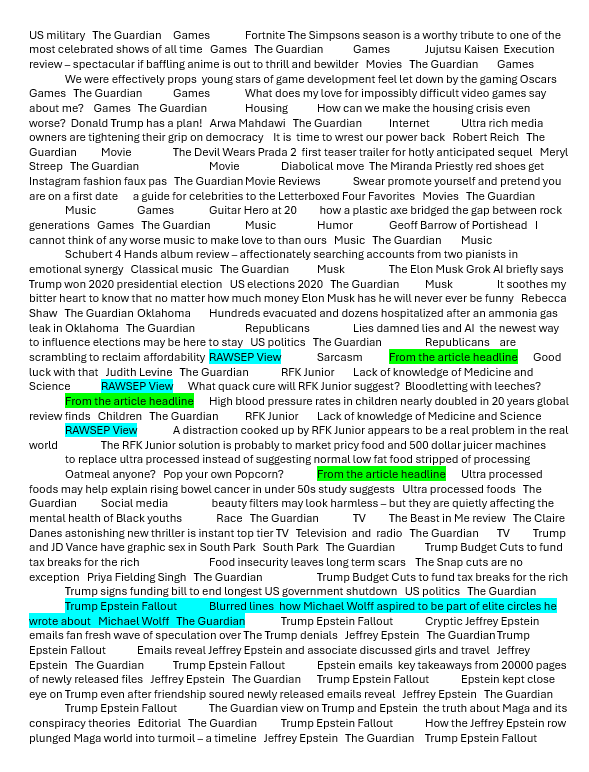 US military The Guardian Games Fortnite The Simpsons season is a worthy tribute to one of the
most celebrated shows of all time Games The Guardian Games Jujutsu Kaisen Execution
review – spectacular if baffling anime is out to thrill and bewilder Movies The Guardian Games
We were effectively props young stars of game development feel let down by the gaming Oscars
Games The Guardian Games What does my love for impossibly difficult video games say
about me? Games The Guardian Housing How can we make the housing crisis even
worse? Donald Trump has a plan! Arwa Mahdawi The Guardian Internet Ultra rich media
owners are tightening their grip on democracy It is time to wrest our power back Robert Reich The
Guardian Movie The Devil Wears Prada 2 first teaser trailer for hotly anticipated sequel Meryl
Streep The Guardian Movie Diabolical move The Miranda Priestly red shoes get
Instagram fashion faux pas The Guardian Movie Reviews Swear promote yourself and pretend you
are on a first date a guide for celebrities to the Letterboxed Four Favorites Movies The Guardian
Music Games Guitar Hero at 20 how a plastic axe bridged the gap between rock
generations Games The Guardian Music Humor Geoff Barrow of Portishead I
cannot think of any worse music to make love to than ours Music The Guardian Music
Schubert 4 Hands album review – affectionately searching accounts from two pianists in
emotional synergy Classical music The Guardian Musk The Elon Musk Grok AI briefly says
Trump won 2020 presidential election US elections 2020 The Guardian Musk It soothes my
bitter heart to know that no matter how much money Elon Musk has he will never ever be funny Rebecca
Shaw The Guardian Oklahoma Hundreds evacuated and dozens hospitalized after an ammonia gas
leak in Oklahoma The Guardian Republicans Lies damned lies and AI the newest way
to influence elections may be here to stay US politics The Guardian Republicans are
scrambling to reclaim affordability RAWSEP View Sarcasm From the article headline Good
luck with that Judith Levine The Guardian RFK Junior Lack of knowledge of Medicine and
Science RAWSEP View What quack cure will RFK Junior suggest? Bloodletting with leeches?
From the article headline High blood pressure rates in children nearly doubled in 20 years global
review finds Children The Guardian RFK Junior Lack of knowledge of Medicine and Science
RAWSEP View A distraction cooked up by RFK Junior appears to be a real problem in the real
world The RFK Junior solution is probably to market pricy food and 500 dollar juicer machines
to replace ultra processed instead of suggesting normal low fat food stripped of processing
Oatmeal anyone? Pop your own Popcorn? From the article headline Ultra processed
foods may help explain rising bowel cancer in under 50s study suggests Ultra processed foods The
Guardian Social media beauty filters may look harmless – but they are quietly affecting the
mental health of Black youths Race The Guardian TV The Beast in Me review The Claire
Danes astonishing new thriller is instant top tier TV Television and radio The Guardian TV Trump
and JD Vance have graphic sex in South Park South Park The Guardian Trump Budget Cuts to fund
tax breaks for the rich Food insecurity leaves long term scars The Snap cuts are no
exception Priya Fielding Singh The Guardian Trump Budget Cuts to fund tax breaks for the rich
Trump signs funding bill to end longest US government shutdown US politics The Guardian
Trump Epstein Fallout Blurred lines how Michael Wolff aspired to be part of elite circles he
wrote about Michael Wolff The Guardian Trump Epstein Fallout Cryptic Jeffrey Epstein
emails fan fresh wave of speculation over The Trump denials Jeffrey Epstein The Guardian Trump
Epstein Fallout Emails reveal Jeffrey Epstein and associate discussed girls and travel Jeffrey
Epstein The Guardian Trump Epstein Fallout Epstein emails key takeaways from 20000 pages
of newly released files Jeffrey Epstein The Guardian Trump Epstein Fallout Epstein kept close
eye on Trump even after friendship soured newly released emails reveal Jeffrey Epstein The Guardian
Trump Epstein Fallout The Guardian view on Trump and Epstein the truth about Maga and its
conspiracy theories Editorial The Guardian Trump Epstein Fallout How the Jeffrey Epstein row
plunged Maga world into turmoil – a timeline Jeffrey Epstein The Guardian Trump Epstein Fallout